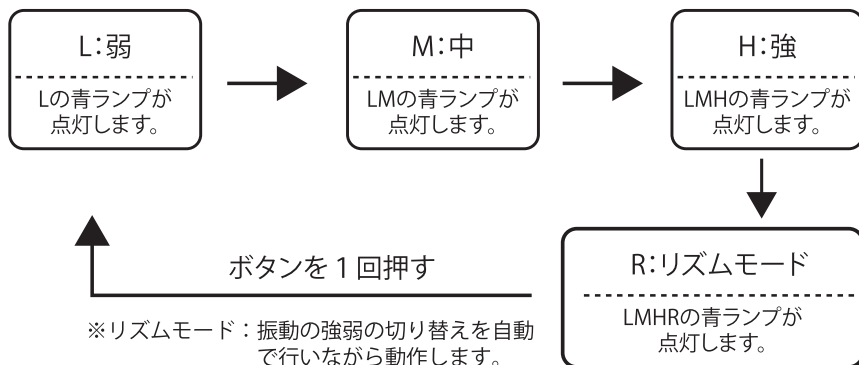 L：弱
Lの青ランプが
点灯します。
M：中
LMの青ランプが
点灯します。
H：強
LMHの青ランプが
点灯します。
R：リズムモード
LMHRの青ランプが
点灯します。
ボタンを１回押す
※リズムモード：振動の強弱の切り替えを自動
で行いながら動作します。